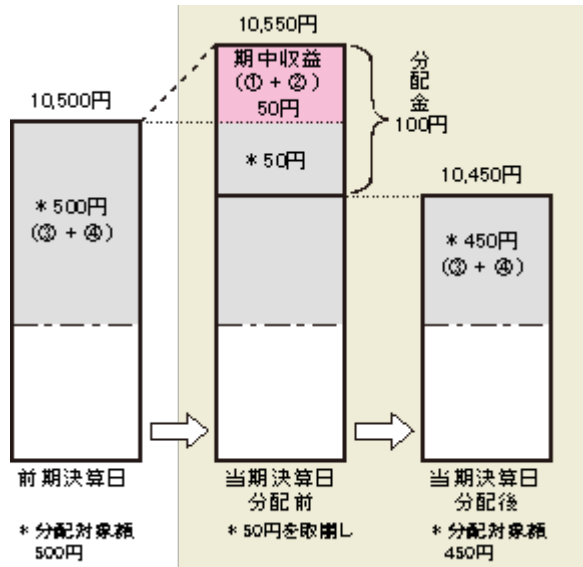 10,550円
期中収益
(①+②)
50円
分配金
100円
10,500円
*50円
10,450円
*500円
(③+④)
*450円
(③+④)
前期決算日
当期決算日
分配前
当期決算日
分配後
*分配対象額
500円
*50円を取崩し
*分配対象額
450円